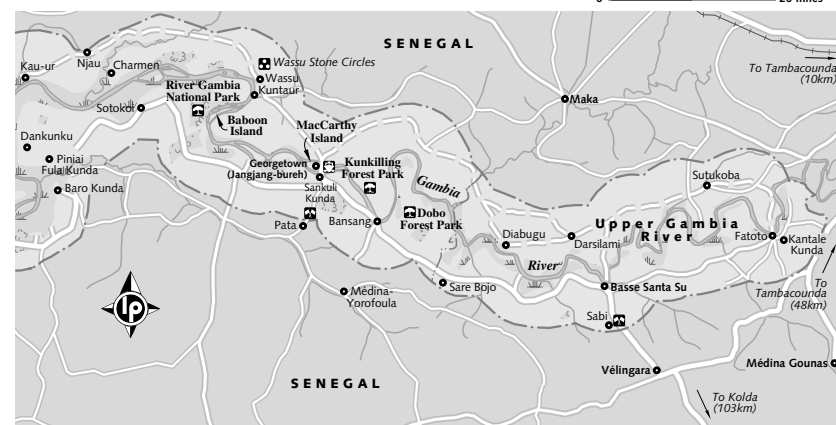 SENEGAL
To Tambacounda
(10km)
Kau-ur
Njau
Charmen
Wassu Stone Circles
Wassu
Kuntaur
River Gambia
National Park
Sotokoi
Baboon
Island
Maka
Dankunku
Piniai
Fula Kunda
Baro Kunda
MacCarthy
Island
Georgetown
(Jangjang-bureh)
Sankuli
Kunda
Kunkilling
Forest Park
Gambia
Pata
Bansang
Dobo
Forest Park
Sutukoba
Diabugu
Darsilami
Upper Gambia
River
Fatoto
Kantale
Kunda
River
Médina-
Yorofoula
Sare Bojo
Basse Santa Su
To
Tambacounda
(48km)
Sabi
lp
SENEGAL
Vélingara
Médina Gounas
To Kolda
(103km)